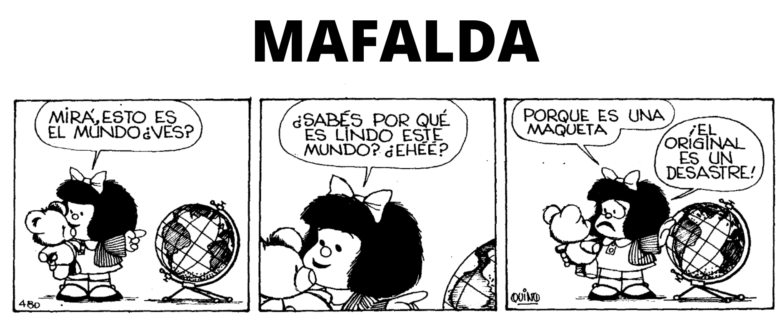 MAFALDA
MIRÁ, ESTO ES
EL MUNDO ¿VES?
¿SABÉS POR QUÉ
ES LINDO ESTE
MUNDO? ¿EHÉE?
PORQUE ES UNA
MAQUETA
¡EL
ORIGINAL
ES UN
DESASTRE!
480
QUINO